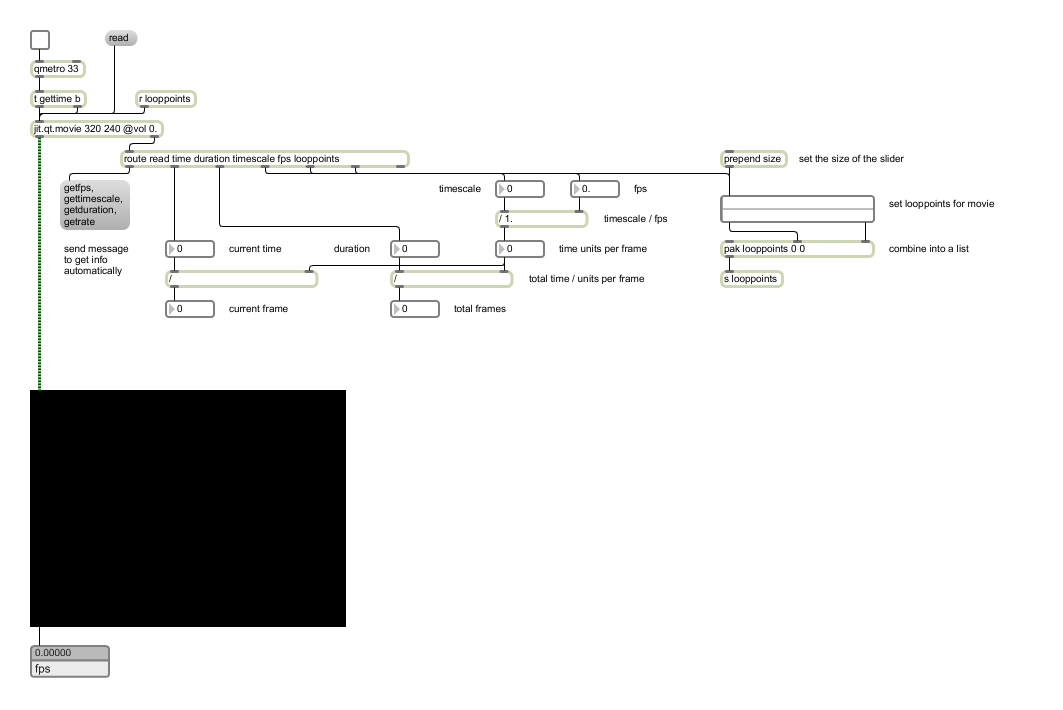 read
qmetro 33
t gettime b
r looppoints
jit.qt.movie 320 240 @vol 0.
route read time duration timescale fps looppoints
prepend size
set the size of the slider
getfps,
gettimescale,
getduration,
getrate
timescale
0
0.
fps
set looppoints for movie
/ 1.
timescale / fps
send message
to get info
automatically
0
current time
duration
0
0
time units per frame
pak looppoints 0 0
combine into a list
/
/
total time / units per frame
s looppoints
0
current frame
0
total frames
0.00000
fps